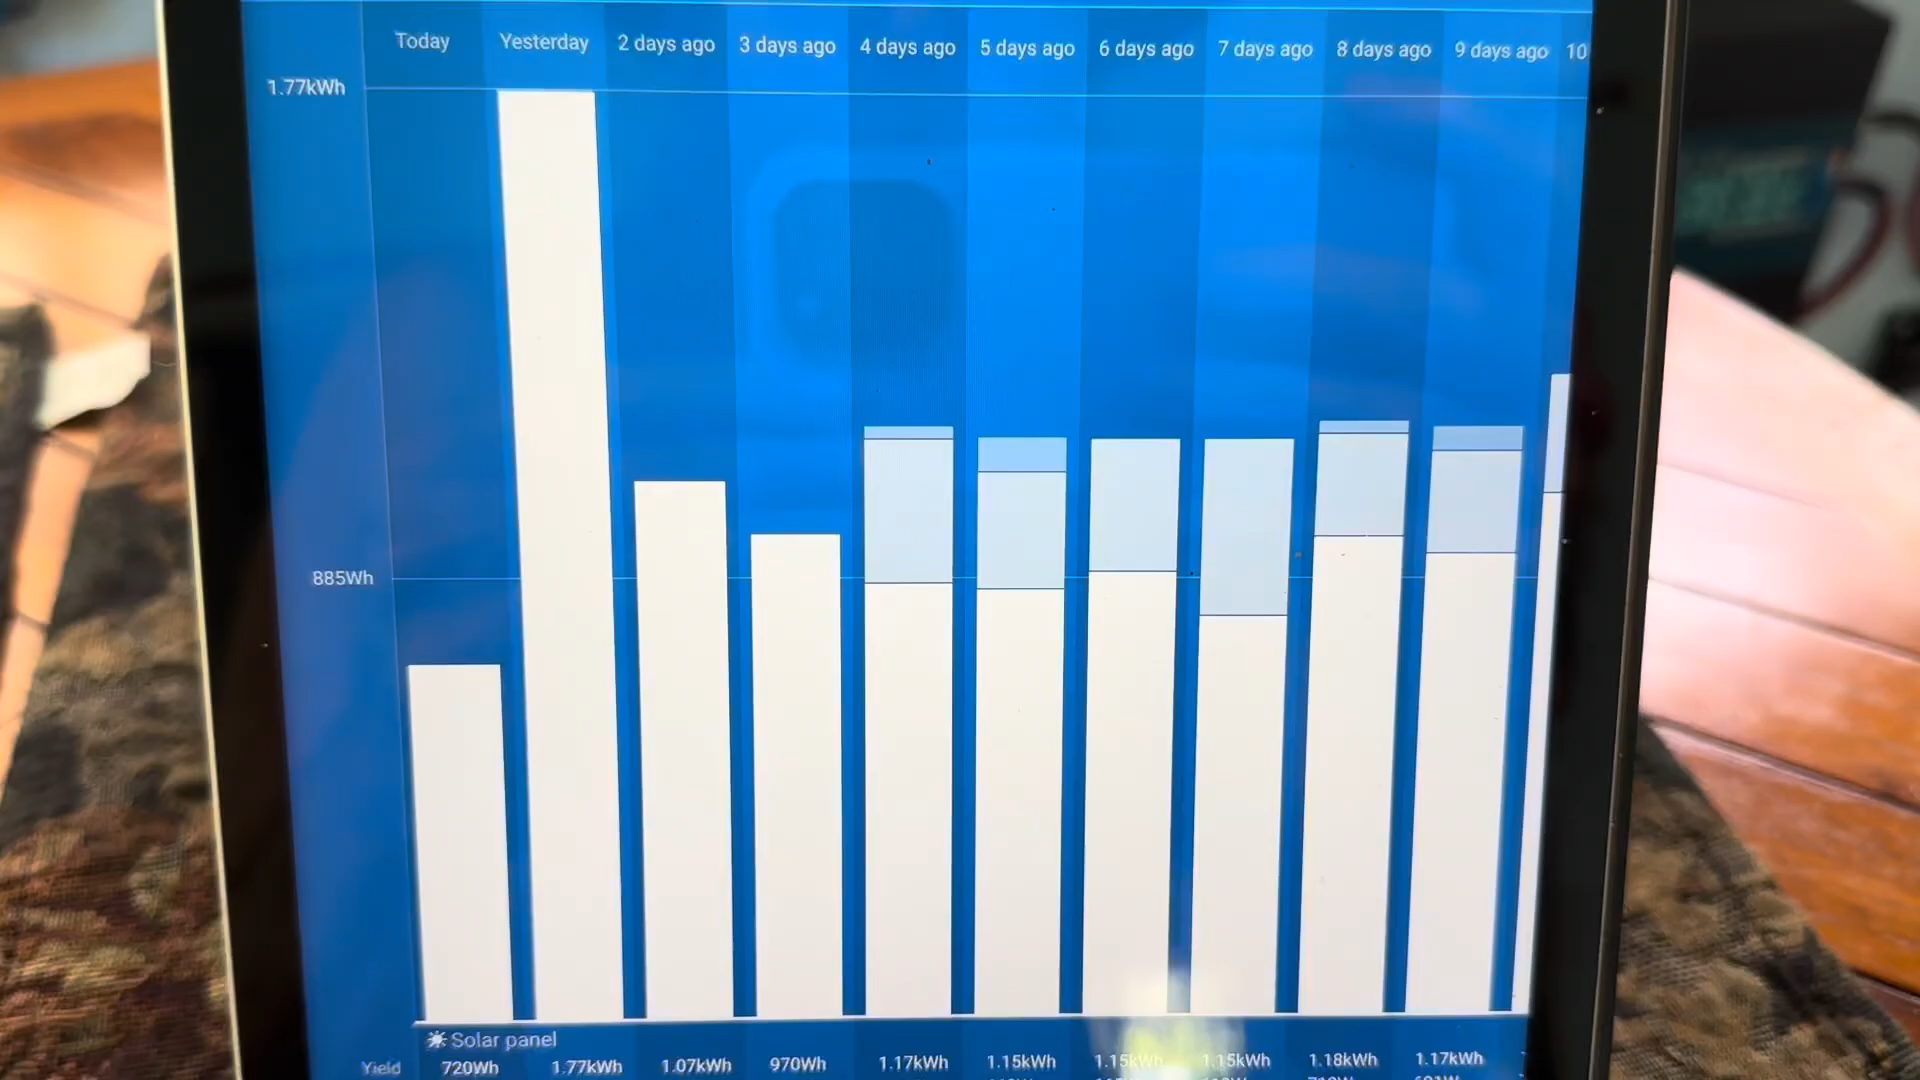 Today Yesterday 2 days ago 3 days ago 4 days ago 5 days ago 6 days ago 7 days ago 8 days ago 9 days ago 10
1.77kWh
885Wh
Solar panel
Yield 720Wh 1.77kWh 1.07kWh 970Wh 1.17kWh 1.15kWh 1.15kWh 1.15kWh 1.18kWh 1.17kWh